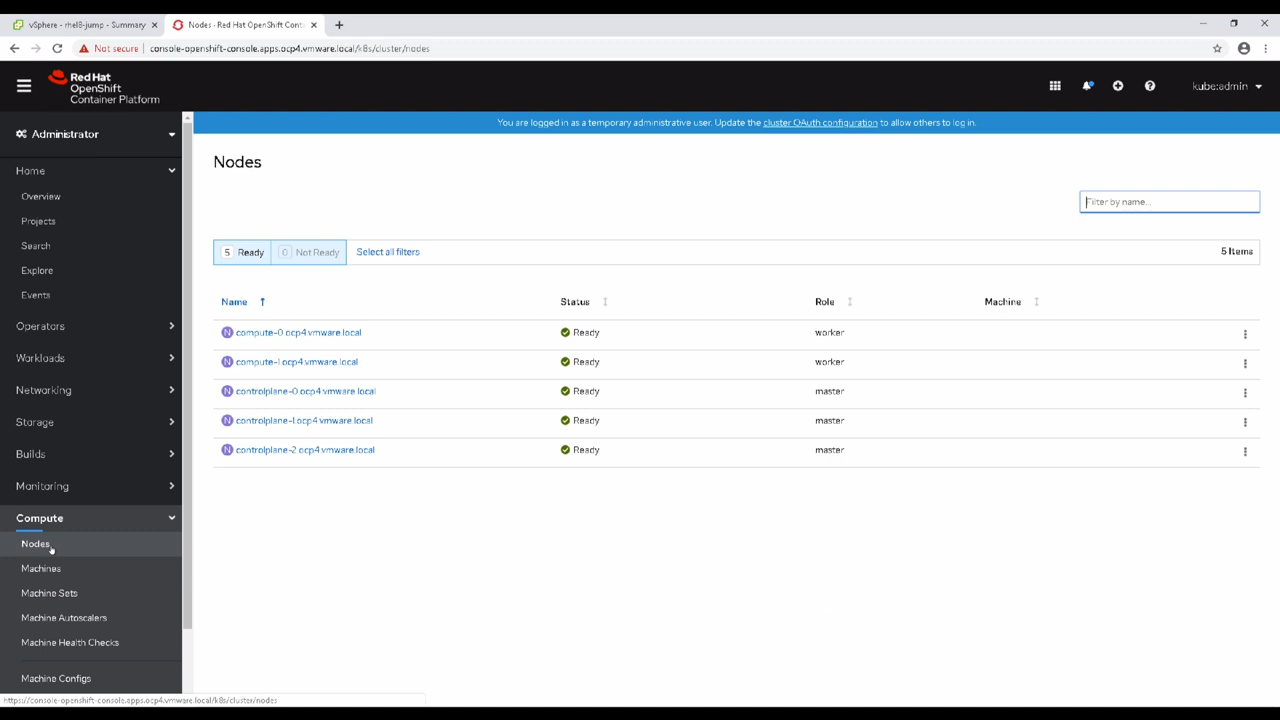 vSphere - rhel8-jump - Summary
Nodes · Red Hat OpenShift Cont
Not secure
console-openshift-console.apps.ocp4.vmware.local/k8s/cluster/nodes
Red Hat
OpenShift
Container Platform
kube:admin
Administrator
You are logged in as a temporary administrative user. Update the cluster OAuth configuration to allow others to log in.
Home
Overview
Projects
Search
Explore
Events
Operators
Workloads
Networking
Storage
Builds
Monitoring
Compute
Nodes
Machines
Machine Sets
Machine Autoscalers
Machine Health Checks
Machine Configs
Nodes
Filter by name...
5 Ready 0 Not Ready Select all filters 5 Items
Name Status Role Machine
N compute-0.ocp4.vmware.local Ready worker
N compute-1.ocp4.vmware.local Ready worker
N controlplane-0.ocp4.vmware.local Ready master
N controlplane-1.ocp4.vmware.local Ready master
N controlplane-2.ocp4.vmware.local Ready master
https://console-openshift-console.apps.ocp4.vmware.local/k8s/cluster/nodes